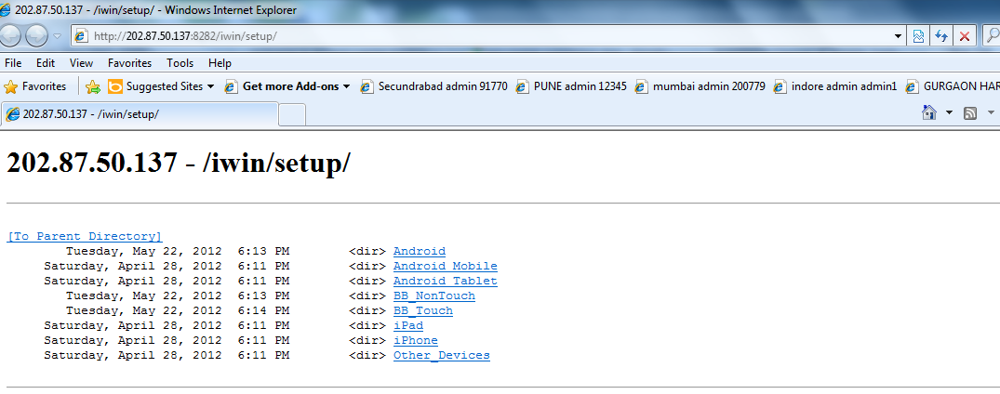 202.87.50.137 - /iwin/setup/ - Windows Internet Explorer
http://202.87.50.137:8282/iwin/setup/
File Edit View Favorites Tools Help
Favorites Suggested Sites Get more Add-ons Secundrabad admin 91770 PUNE admin 12345 mumbai admin 200779 indore admin admin1 GURGAON HAR
202.87.50.137 - /iwin/setup/
202.87.50.137 - /iwin/setup/
[To Parent Directory]
Tuesday, May 22, 2012 6:13 PM <dir> Android
Saturday, April 28, 2012 6:11 PM <dir> Android_Mobile
Saturday, April 28, 2012 6:11 PM <dir> Android_Tablet
Tuesday, May 22, 2012 6:13 PM <dir> BB_NonTouch
Tuesday, May 22, 2012 6:14 PM <dir> BB_Touch
Saturday, April 28, 2012 6:11 PM <dir> iPad
Saturday, April 28, 2012 6:11 PM <dir> iPhone
Saturday, April 28, 2012 6:11 PM <dir> Other_Devices